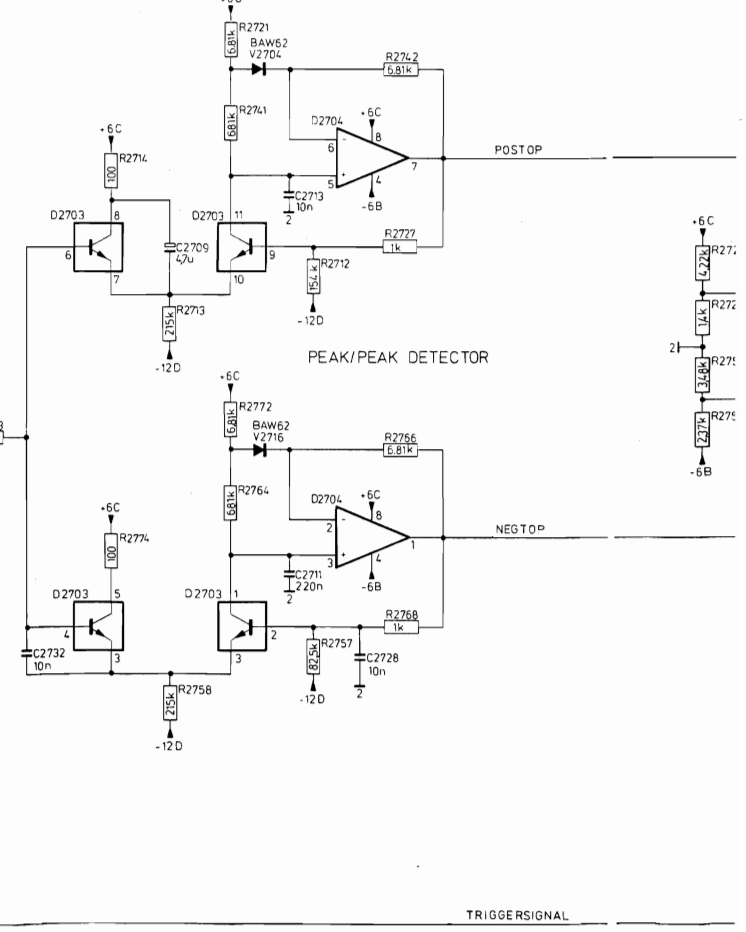 R2721
6.81k
BAW62
V2704
R2742
6.81k
R2741
681k
D2704
+6C
8
6
-
+
5
7
4
-6B
POSTOP
+6C
R2714
100
C2713
10n
2
D2703
8
6
7
C2709
4,7u
D2703
11
9
10
R2727
1k
R2712
154k
-12D
R2713
215k
-12D
+6C
4,22k
1,4k
2
3,48k
2,37k
-6B
PEAK/PEAK DETECTOR
+6C
R2772
6.81k
BAW62
V2716
R2766
6.81k
R2764
681k
D2704
+6C
8
2
-
+
3
1
4
-6B
NEGTOP
+6C
R2774
100
C2711
220n
2
D2703
5
4
3
C2732
10n
D2703
1
2
3
R2768
1k
R2757
82,5k
-12D
C2728
10n
2
R2758
215k
-12D
TRIGGERSIGNAL